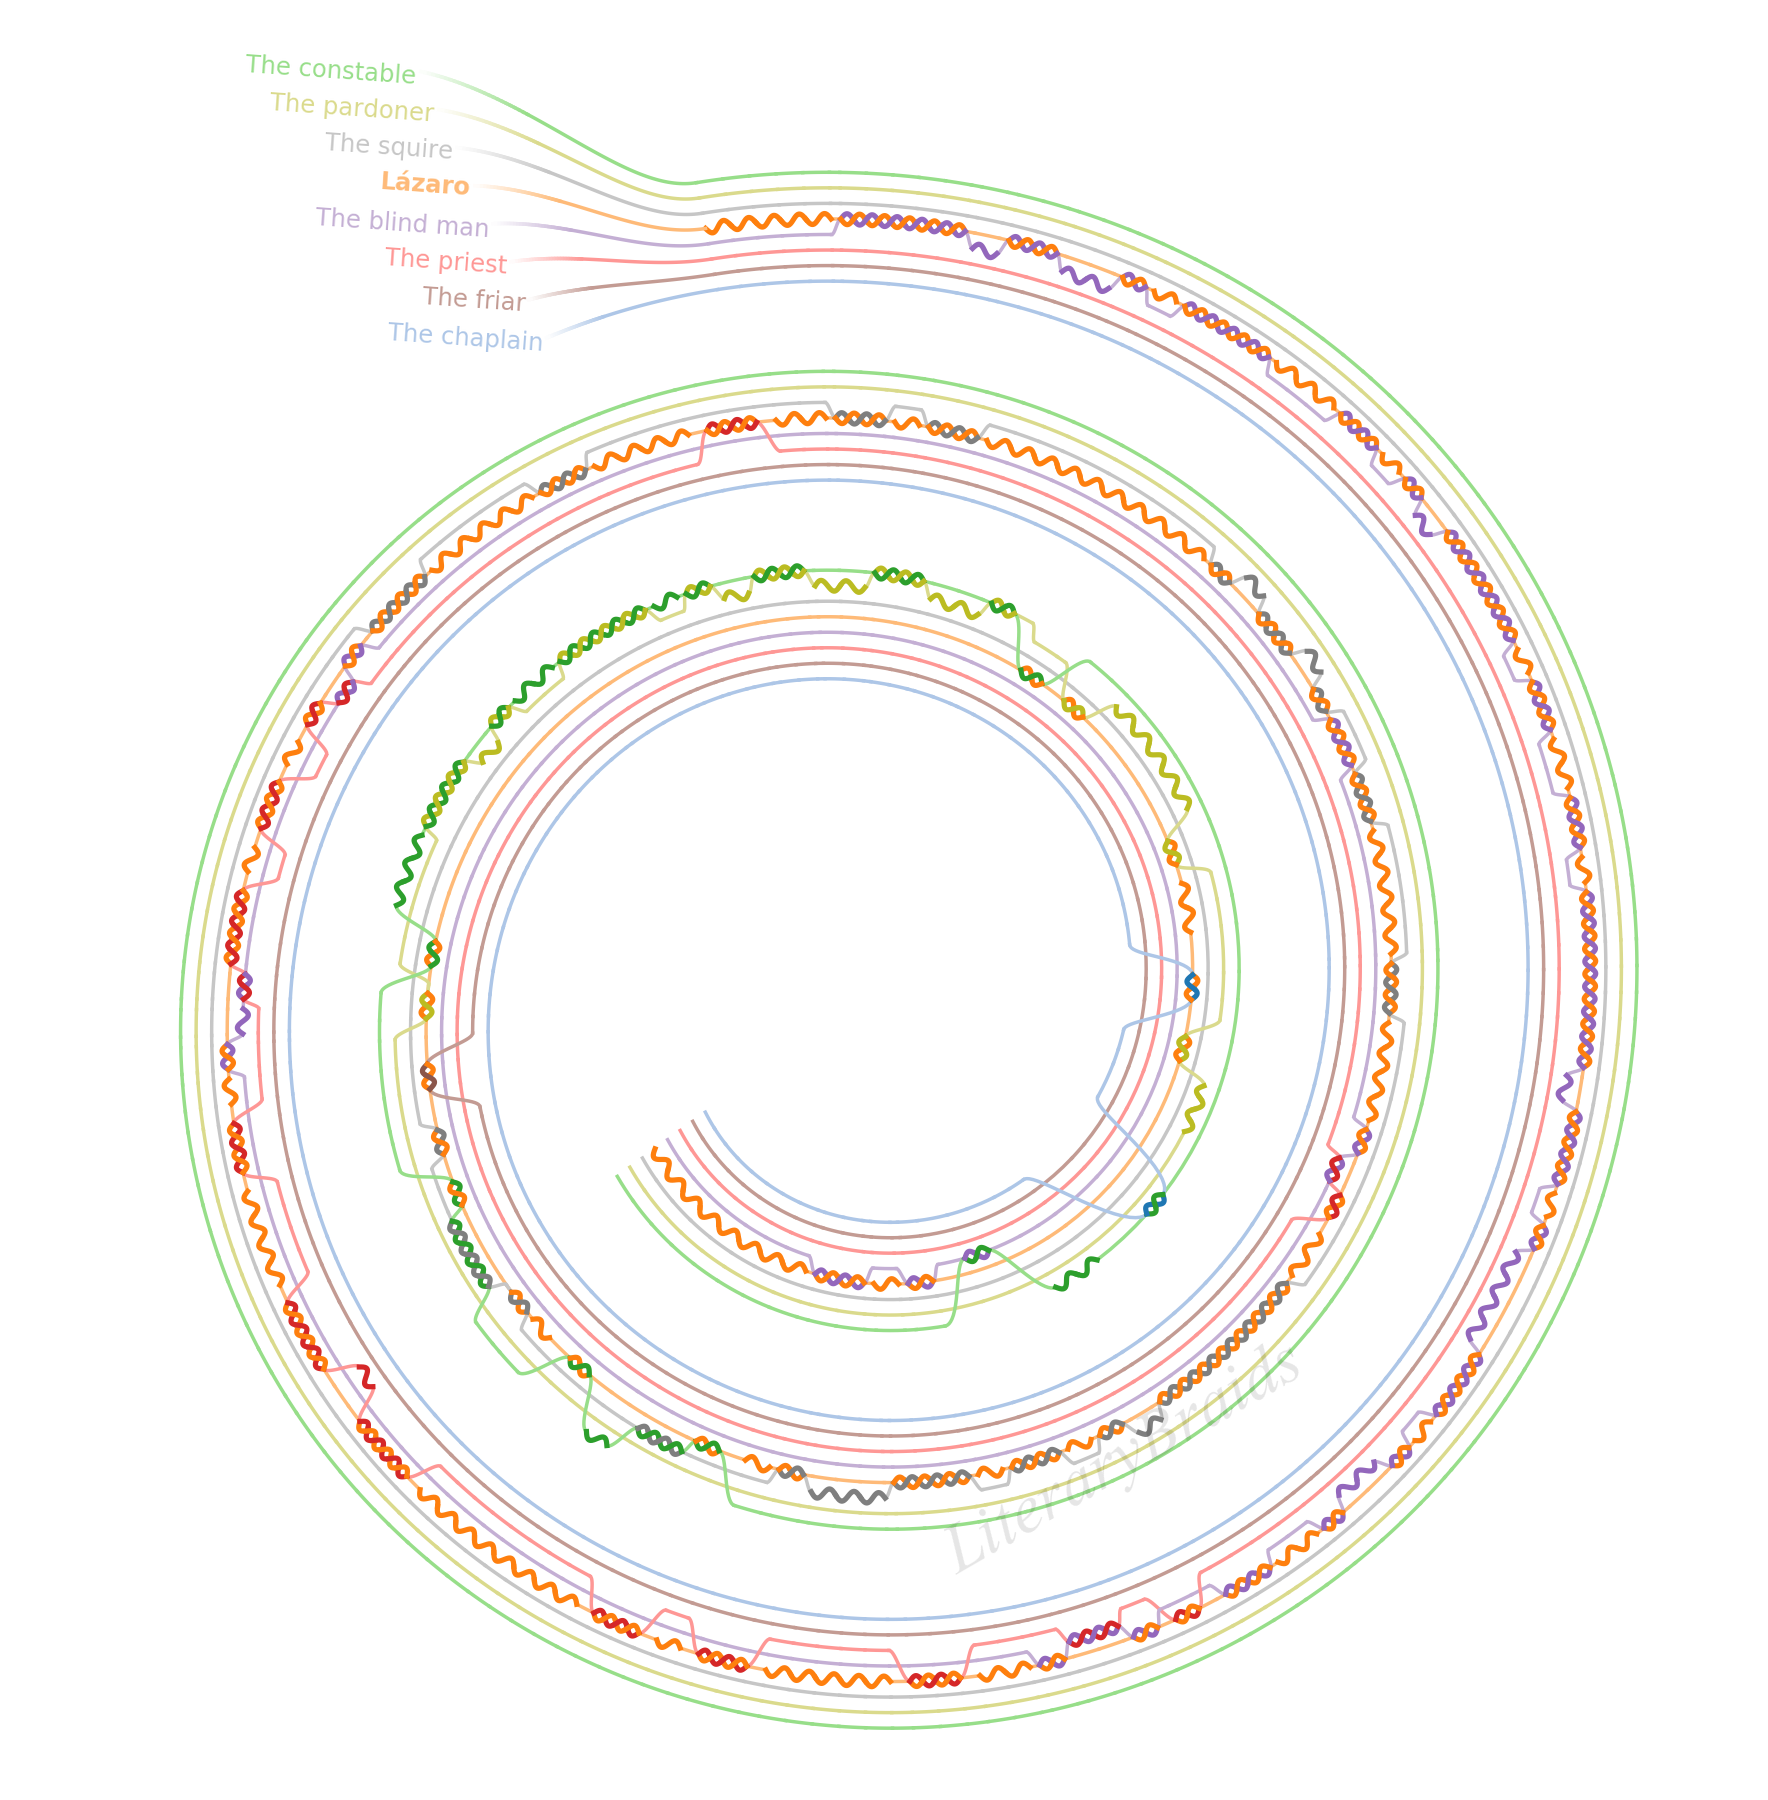 The constable
The pardoner
The squire
Lázaro
The blind man
The priest
The friar
The chaplain
LiteraryBraids